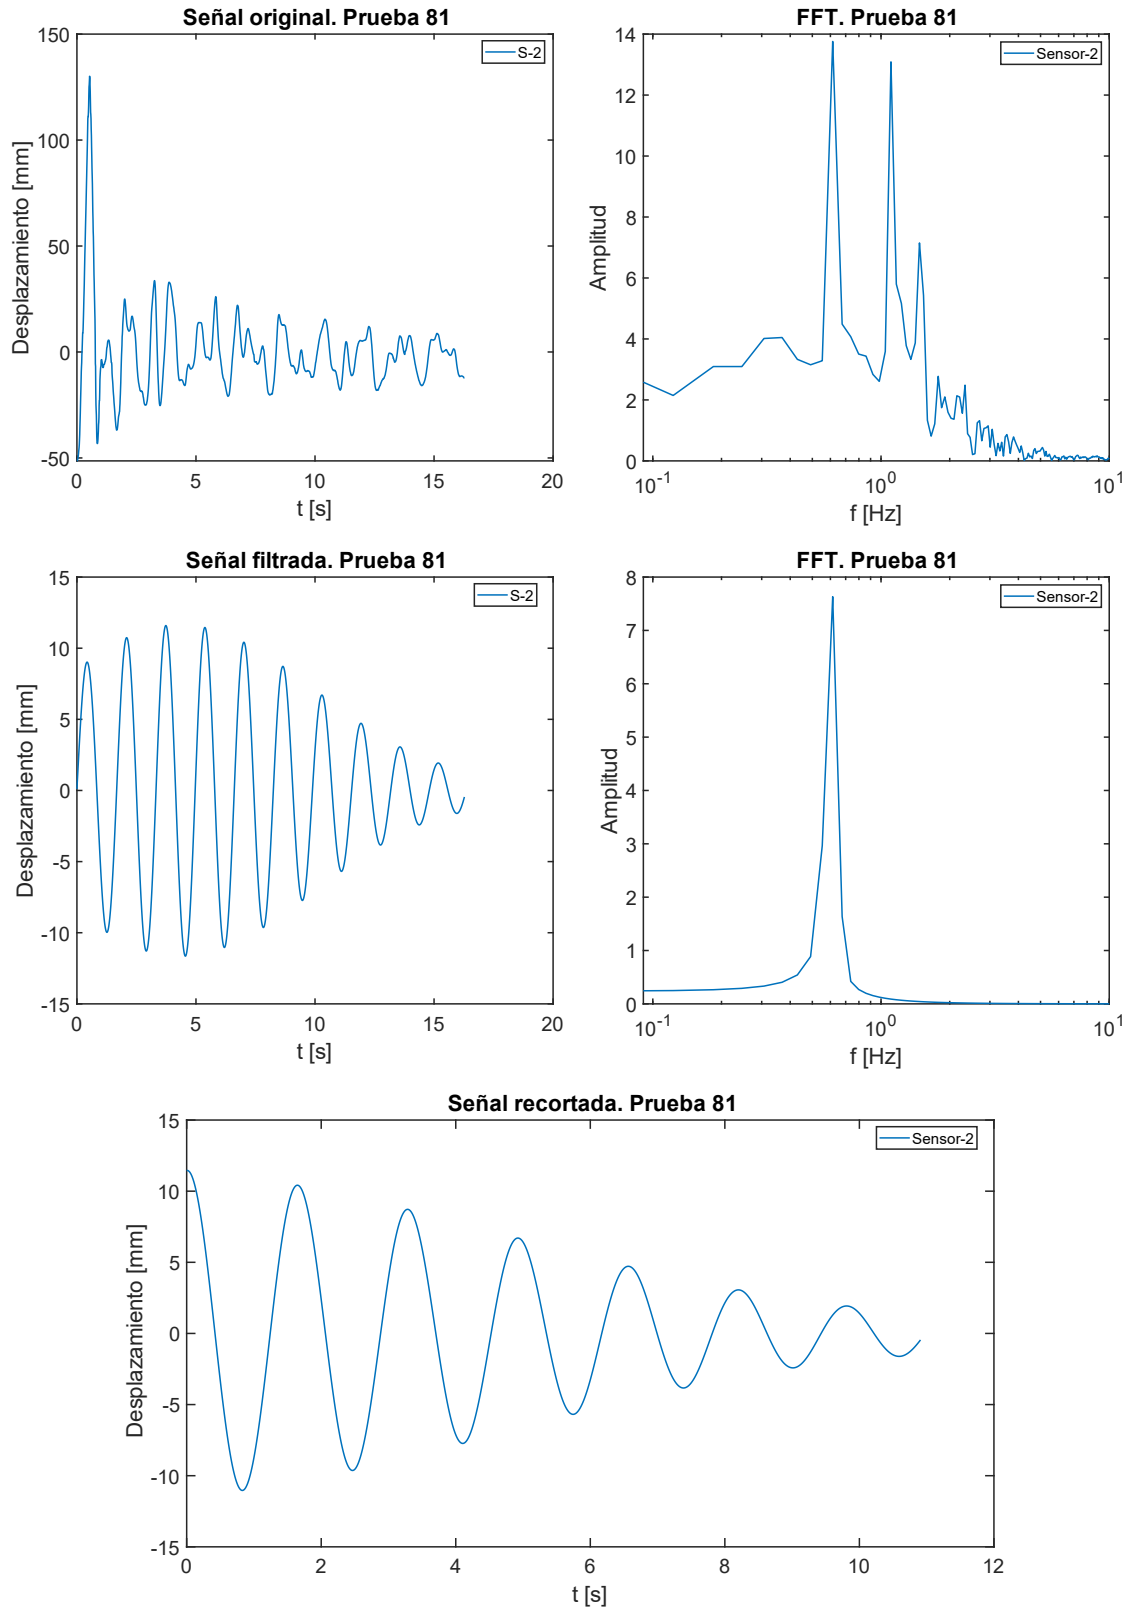 Señal original. Prueba 81
S-2
Desplazamiento [mm]
150
100
50
0
-50
0 5 10 15 20
t [s]
FFT. Prueba 81
Sensor-2
Amplitud
14
12
10
8
6
4
2
0
10^-1 10^0 10^1
f [Hz]
Señal filtrada. Prueba 81
S-2
Desplazamiento [mm]
15
10
5
0
-5
-10
-15
0 5 10 15 20
t [s]
FFT. Prueba 81
Sensor-2
Amplitud
8
7
6
5
4
3
2
1
0
10^-1 10^0 10^1
f [Hz]
Señal recortada. Prueba 81
Sensor-2
Desplazamiento [mm]
15
10
5
0
-5
-10
-15
0 2 4 6 8 10 12
t [s]